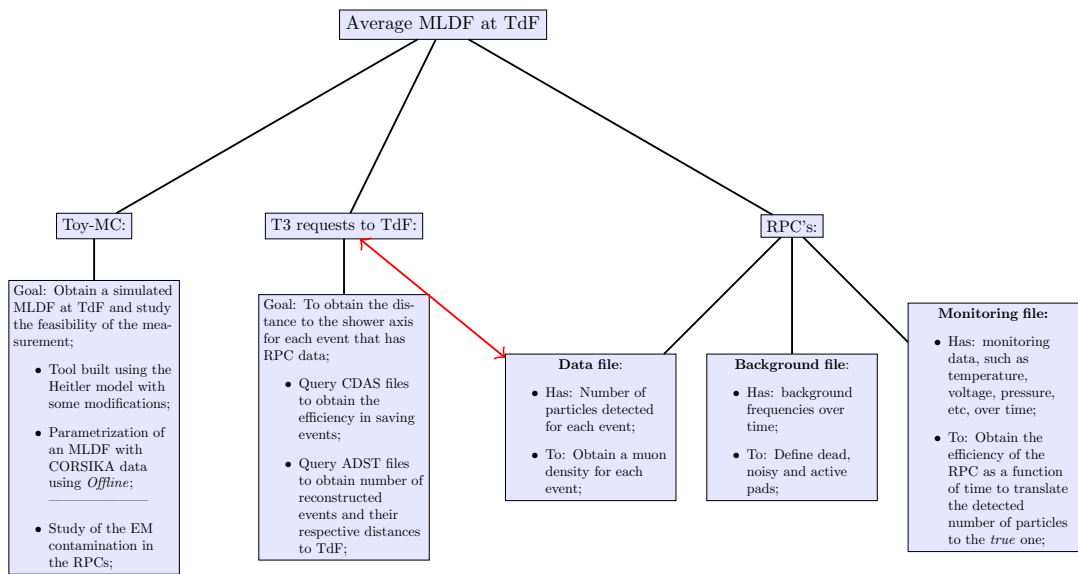 Average MLDF at TdF
Toy-MC:
T3 requests to TdF:
RPC's:
Goal: Obtain a simulated
MLDF at TdF and study
the feasibility of the mea-
surement;
• Tool built using the
Heitler model with
some modifications;
• Parametrization of
an MLDF with
CORSIKA data
using Offline;
• Study of the EM
contamination in
the RPCs;
Goal: To obtain the dis-
tance to the shower axis
for each event that has
RPC data;
• Query CDAS files
to obtain the
efficiency in saving
events;
• Query ADST files
to obtain number of
reconstructed
events and their
respective distances
to TdF;
Data file:
• Has: Number of
particles detected
for each event;
• To: Obtain a muon
density for each
event;
Background file:
• Has: background
frequencies over
time;
• To: Define dead,
noisy and active
pads;
Monitoring file:
• Has: monitoring
data, such as
temperature,
voltage, pressure,
etc, over time;
• To: Obtain the
efficiency of the
RPC as a function
of time to translate
the detected
number of particles
to the true one;